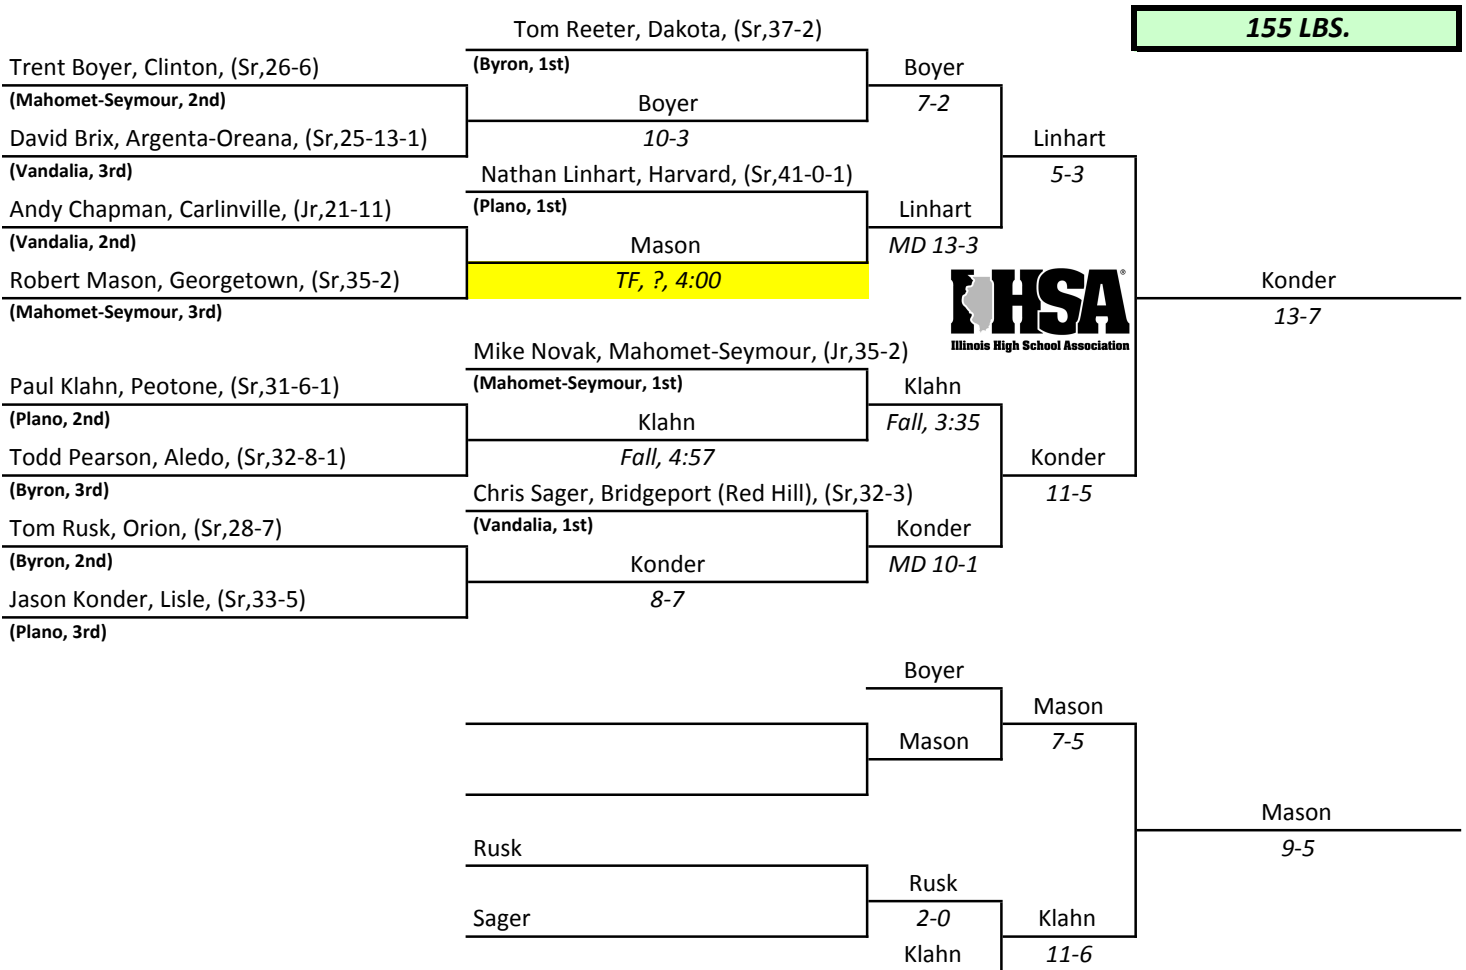 Tom Reeter, Dakota, (Sr,37-2)
155 LBS.
Trent Boyer, Clinton, (Sr,26-6)
(Byron, 1st)
Boyer
(Mahomet-Seymour, 2nd)
Boyer
7-2
David Brix, Argenta-Oreana, (Sr,25-13-1)
10-3
Linhart
(Vandalia, 3rd)
Nathan Linhart, Harvard, (Sr,41-0-1)
5-3
Andy Chapman, Carlinville, (Jr,21-11)
(Plano, 1st)
Linhart
(Vandalia, 2nd)
Mason
MD 13-3
Robert Mason, Georgetown, (Sr,35-2)
TF, ?, 4:00
IHSA®
Konder
(Mahomet-Seymour, 3rd)
13-7
Illinois High School Association
Mike Novak, Mahomet-Seymour, (Jr,35-2)
Paul Klahn, Peotone, (Sr,31-6-1)
(Mahomet-Seymour, 1st)
Klahn
(Plano, 2nd)
Klahn
Fall, 3:35
Todd Pearson, Aledo, (Sr,32-8-1)
Fall, 4:57
Konder
(Byron, 3rd)
Chris Sager, Bridgeport (Red Hill), (Sr,32-3)
11-5
Tom Rusk, Orion, (Sr,28-7)
(Vandalia, 1st)
Konder
(Byron, 2nd)
Konder
MD 10-1
Jason Konder, Lisle, (Sr,33-5)
8-7
(Plano, 3rd)
Boyer
Mason
Mason
7-5
Mason
Rusk
9-5
Rusk
Sager
2-0
Klahn
Klahn
11-6